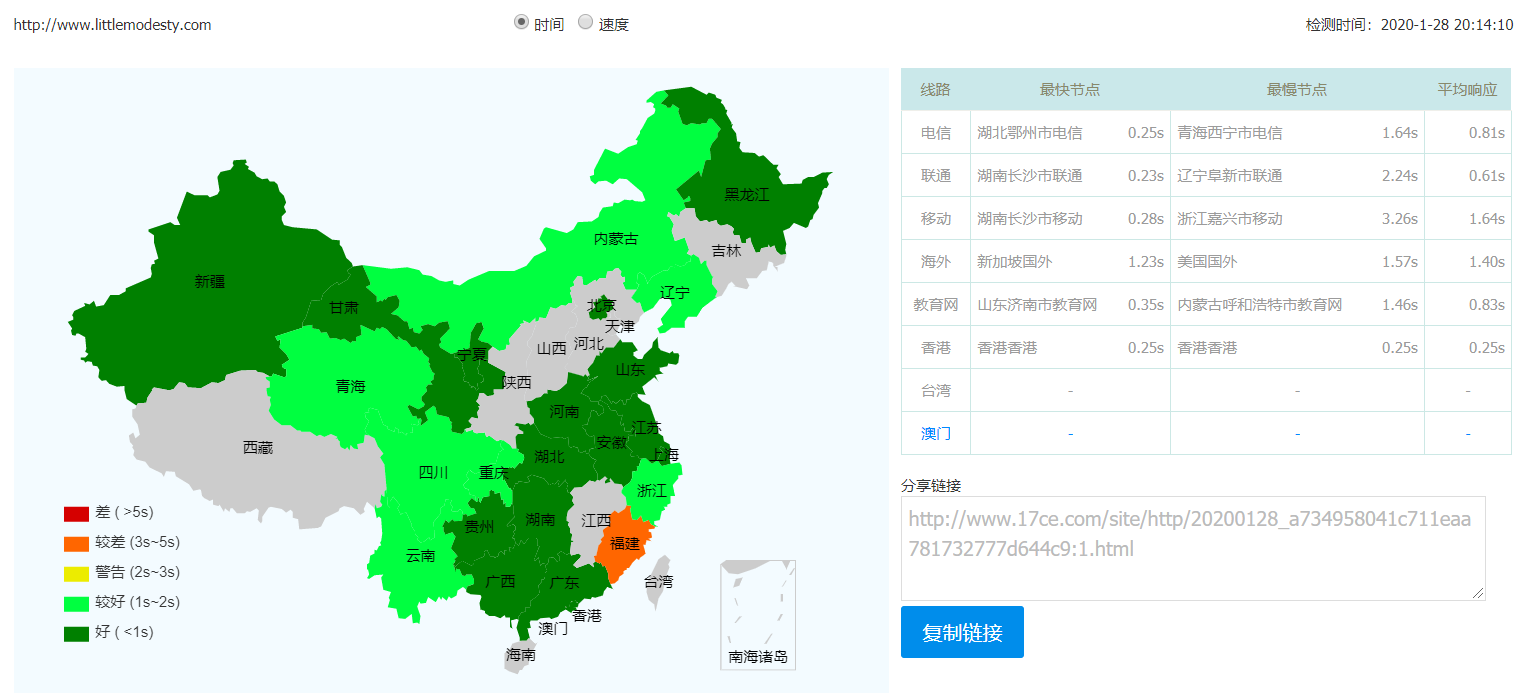 http://www.littlemodesty.com
时间 速度
检测时间：2020-1-28 20:14:10
黑龙江
内蒙古
吉林
新疆
辽宁
甘肃
北京
天津
宁夏
山西
河北
山东
青海
陕西
河南
江苏
西藏
安徽
上海
四川
重庆
湖北
浙江
贵州
湖南
江西
福建
云南
广西
广东
台湾
香港
澳门
海南
南海诸岛
差 ( >5s)
较差 (3s~5s)
警告 (2s~3s)
较好 (1s~2s)
好 ( <1s)
线路 最快节点 最慢节点 平均响应
电信 湖北鄂州市电信 0.25s 青海西宁市电信 1.64s 0.81s
联通 湖南长沙市联通 0.23s 辽宁阜新市联通 2.24s 0.61s
移动 湖南长沙市移动 0.28s 浙江嘉兴市移动 3.26s 1.64s
海外 新加坡国外 1.23s 美国国外 1.57s 1.40s
教育网 山东济南市教育网 0.35s 内蒙古呼和浩特市教育网 1.46s 0.83s
香港 香港香港 0.25s 香港香港 0.25s 0.25s
台湾 - - -
澳门 - - -
分享链接
http://www.17ce.com/site/http/20200128_a734958041c711eaa
781732777d644c9:1.html
复制链接